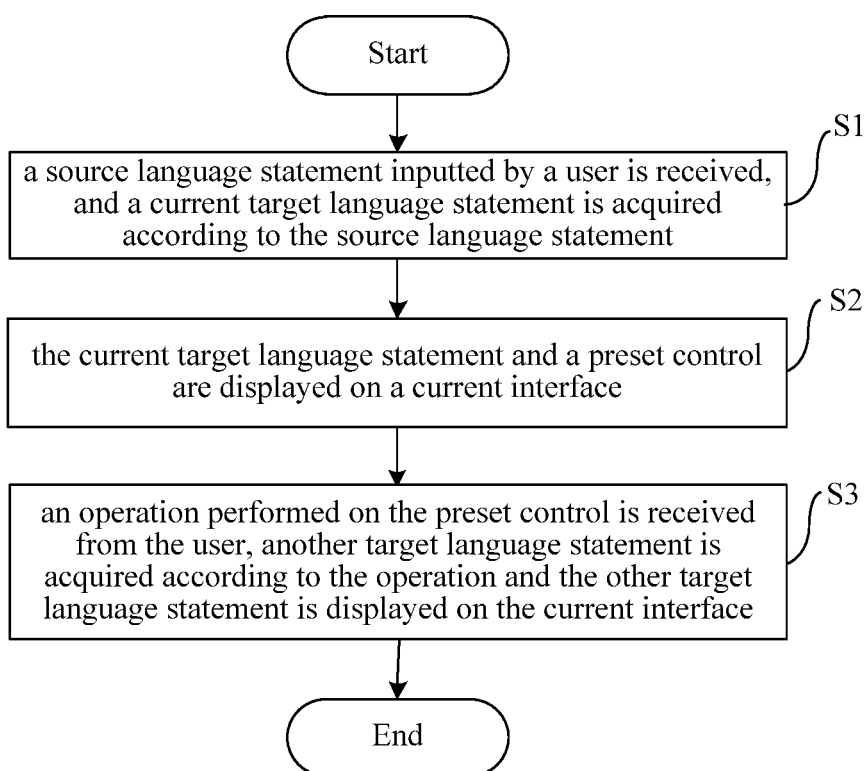 Start
S1
a source language statement inputted by a user is received,
and a current target language statement is acquired
according to the source language statement
S2
the current target language statement and a preset control
are displayed on a current interface
S3
an operation performed on the preset control is received
from the user, another target language statement is
acquired according to the operation and the other target
language statement is displayed on the current interface
End